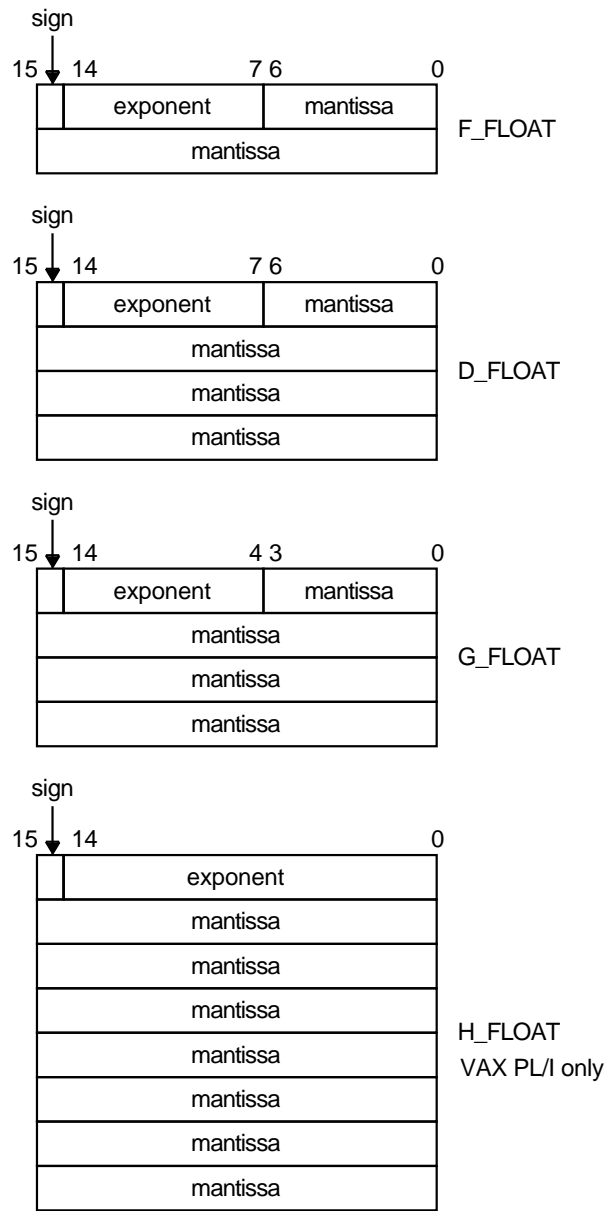 sign
15 14 7 6 0
exponent mantissa
mantissa
F_FLOAT
sign
15 14 7 6 0
exponent mantissa
mantissa
mantissa
mantissa
D_FLOAT
sign
15 14 4 3 0
exponent mantissa
mantissa
mantissa
mantissa
G_FLOAT
sign
15 14 0
exponent
mantissa
mantissa
mantissa
mantissa
mantissa
mantissa
mantissa
H_FLOAT
VAX PL/I only